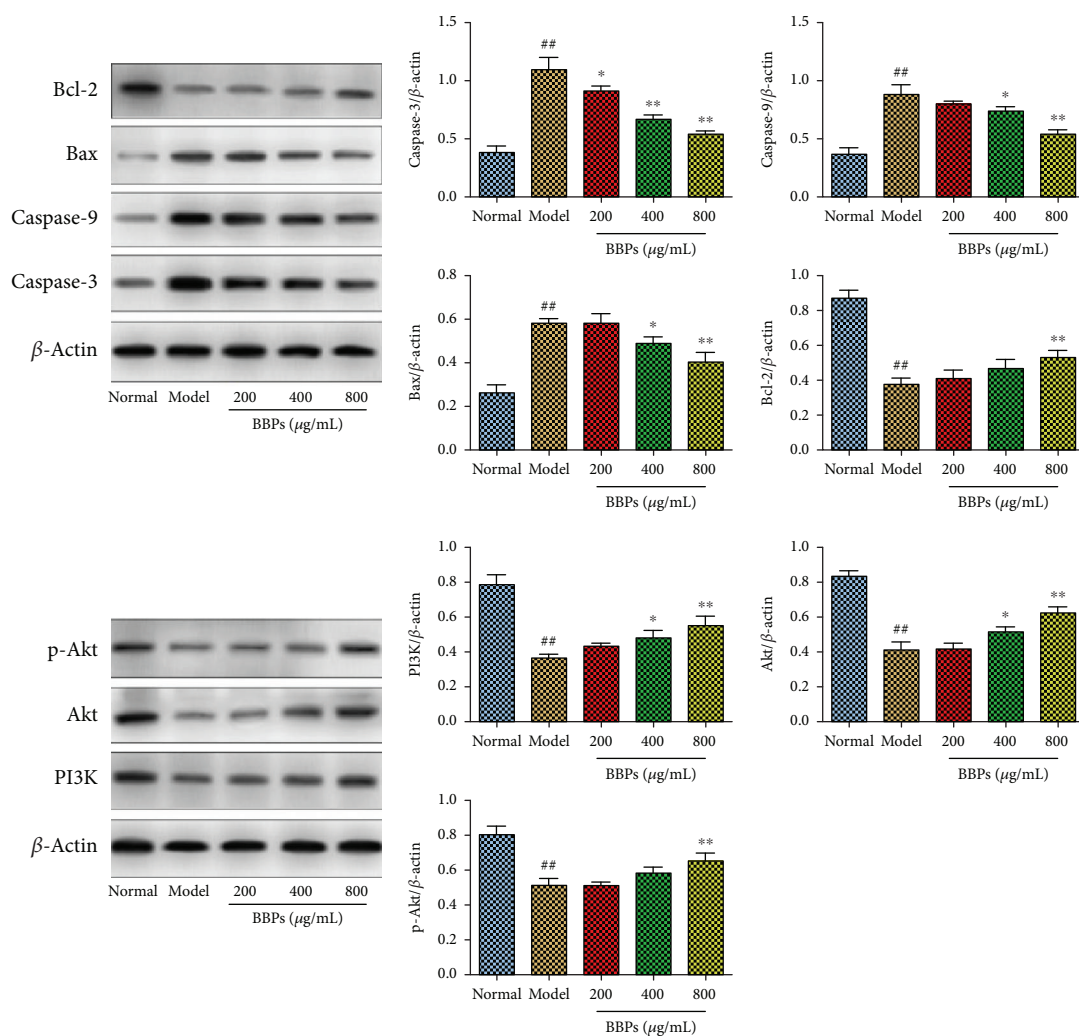 Bcl-2
Bax
Caspase-9
Caspase-3
β-Actin
Normal Model 200 400 800
BBPs (μg/mL)
Caspase-3/β-actin
1.5
1.0
0.5
0.0
##
*
**
**
Normal Model 200 400 800
BBPs (μg/mL)
Caspase-9/β-actin
1.5
1.0
0.5
0.0
##
*
**
Normal Model 200 400 800
BBPs (μg/mL)
Bax/β-actin
0.8
0.6
0.4
0.2
0.0
##
*
**
Normal Model 200 400 800
BBPs (μg/mL)
Bcl-2/β-actin
1.0
0.8
0.6
0.4
0.2
0.0
##
**
Normal Model 200 400 800
BBPs (μg/mL)
p-Akt
Akt
PI3K
β-Actin
Normal Model 200 400 800
BBPs (μg/mL)
PI3K/β-actin
1.0
0.8
0.6
0.4
0.2
0.0
##
*
**
Normal Model 200 400 800
BBPs (μg/mL)
Akt/β-actin
1.0
0.8
0.6
0.4
0.2
0.0
##
*
**
Normal Model 200 400 800
BBPs (μg/mL)
p-Akt/β-actin
1.0
0.8
0.6
0.4
0.2
0.0
##
**
Normal Model 200 400 800
BBPs (μg/mL)